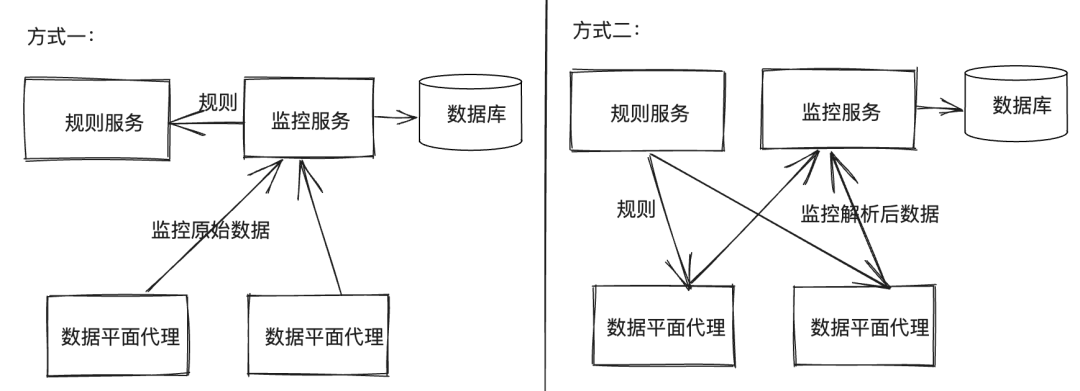 方式一：
规则服务
规则
监控服务
数据库
监控原始数据
数据平面代理
数据平面代理
方式二：
规则服务
监控服务
数据库
规则
监控解析后数据
数据平面代理
数据平面代理